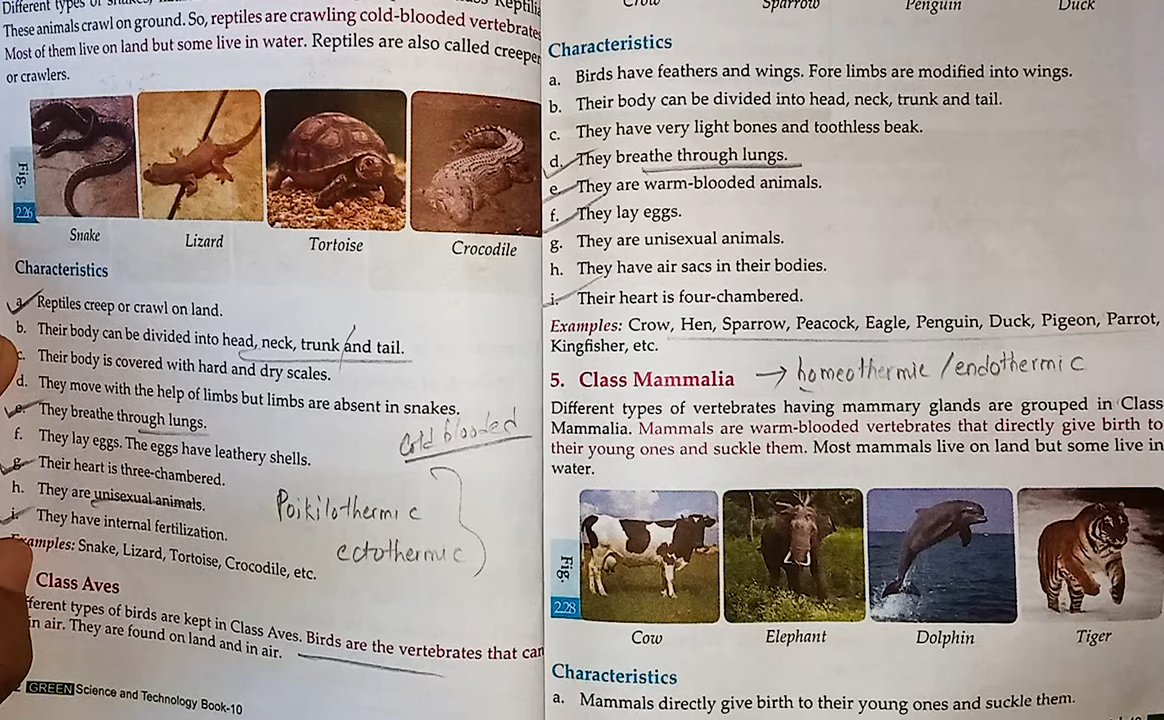 Different types of
Reptilia
These animals crawl on ground. So, reptiles are crawling cold-blooded vertebrates
Most of them live on land but some live in water. Reptiles are also called creepers
or crawlers.
Fig. 2.26
Snake
Lizard
Tortoise
Crocodile
Characteristics
a. Reptiles creep or crawl on land.
b. Their body can be divided into head, neck, trunk and tail.
c. Their body is covered with hard and dry scales.
d. They move with the help of limbs but limbs are absent in snakes.
e. They breathe through lungs.
Cold blooded
f. They lay eggs. The eggs have leathery shells.
g. Their heart is three-chambered.
h. They are unisexual animals.
Poikilothermic
i. They have internal fertilization.
ectothermic
Examples: Snake, Lizard, Tortoise, Crocodile, etc.
Class Aves
ferent types of birds are kept in Class Aves. Birds are the vertebrates that can
in air. They are found on land and in air.
GREEN Science and Technology Book-10
Crow
Sparrow
Penguin
Duck
Characteristics
a. Birds have feathers and wings. Fore limbs are modified into wings.
b. Their body can be divided into head, neck, trunk and tail.
c. They have very light bones and toothless beak.
d. They breathe through lungs.
e. They are warm-blooded animals.
f. They lay eggs.
g. They are unisexual animals.
h. They have air sacs in their bodies.
i. Their heart is four-chambered.
Examples: Crow, Hen, Sparrow, Peacock, Eagle, Penguin, Duck, Pigeon, Parrot,
Kingfisher, etc.
5. Class Mammalia → homeothermic / endothermic
Different types of vertebrates having mammary glands are grouped in Class
Mammalia. Mammals are warm-blooded vertebrates that directly give birth to
their young ones and suckle them. Most mammals live on land but some live in
water.
Fig. 2.28
Cow
Elephant
Dolphin
Tiger
Characteristics
a. Mammals directly give birth to their young ones and suckle them.